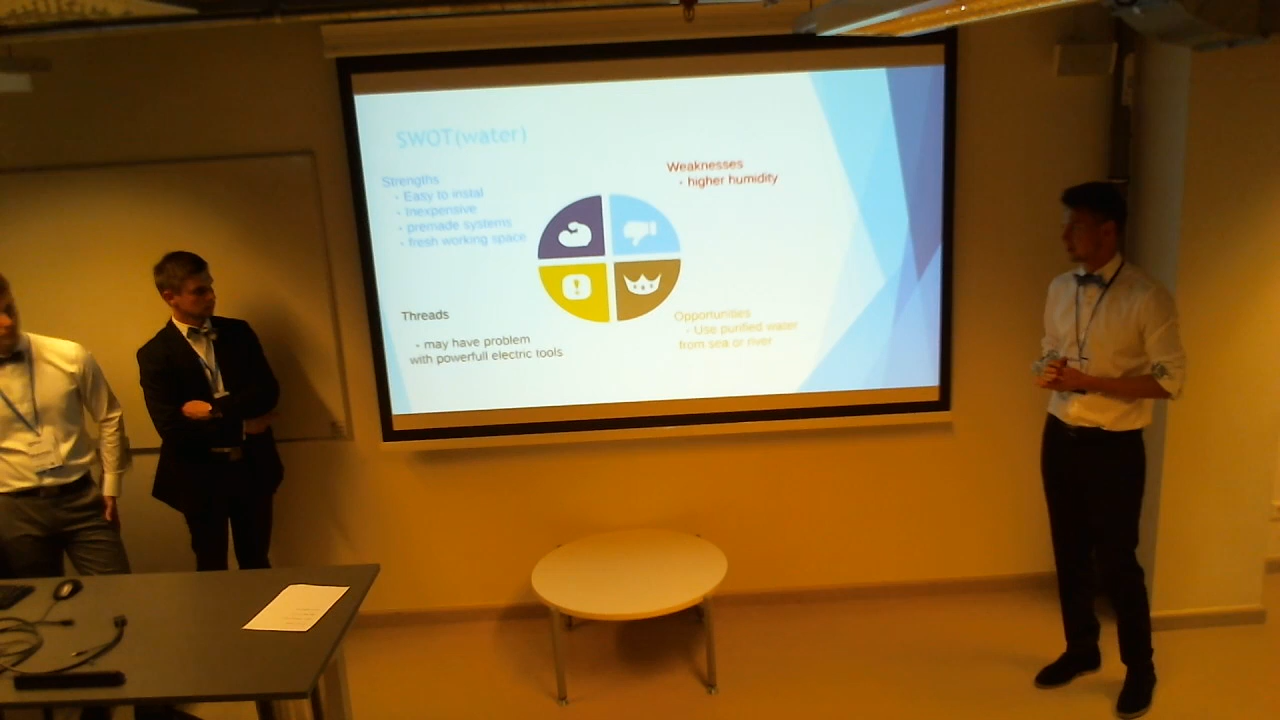 SWOT(water)
Strengths
- Easy to instal
- Inexpensive
- premade systems
- fresh working space
Weaknesses
- higher humidity
Threads
- may have problem
with powerfull electric tools
Opportunities
- Use purified water
from sea or river